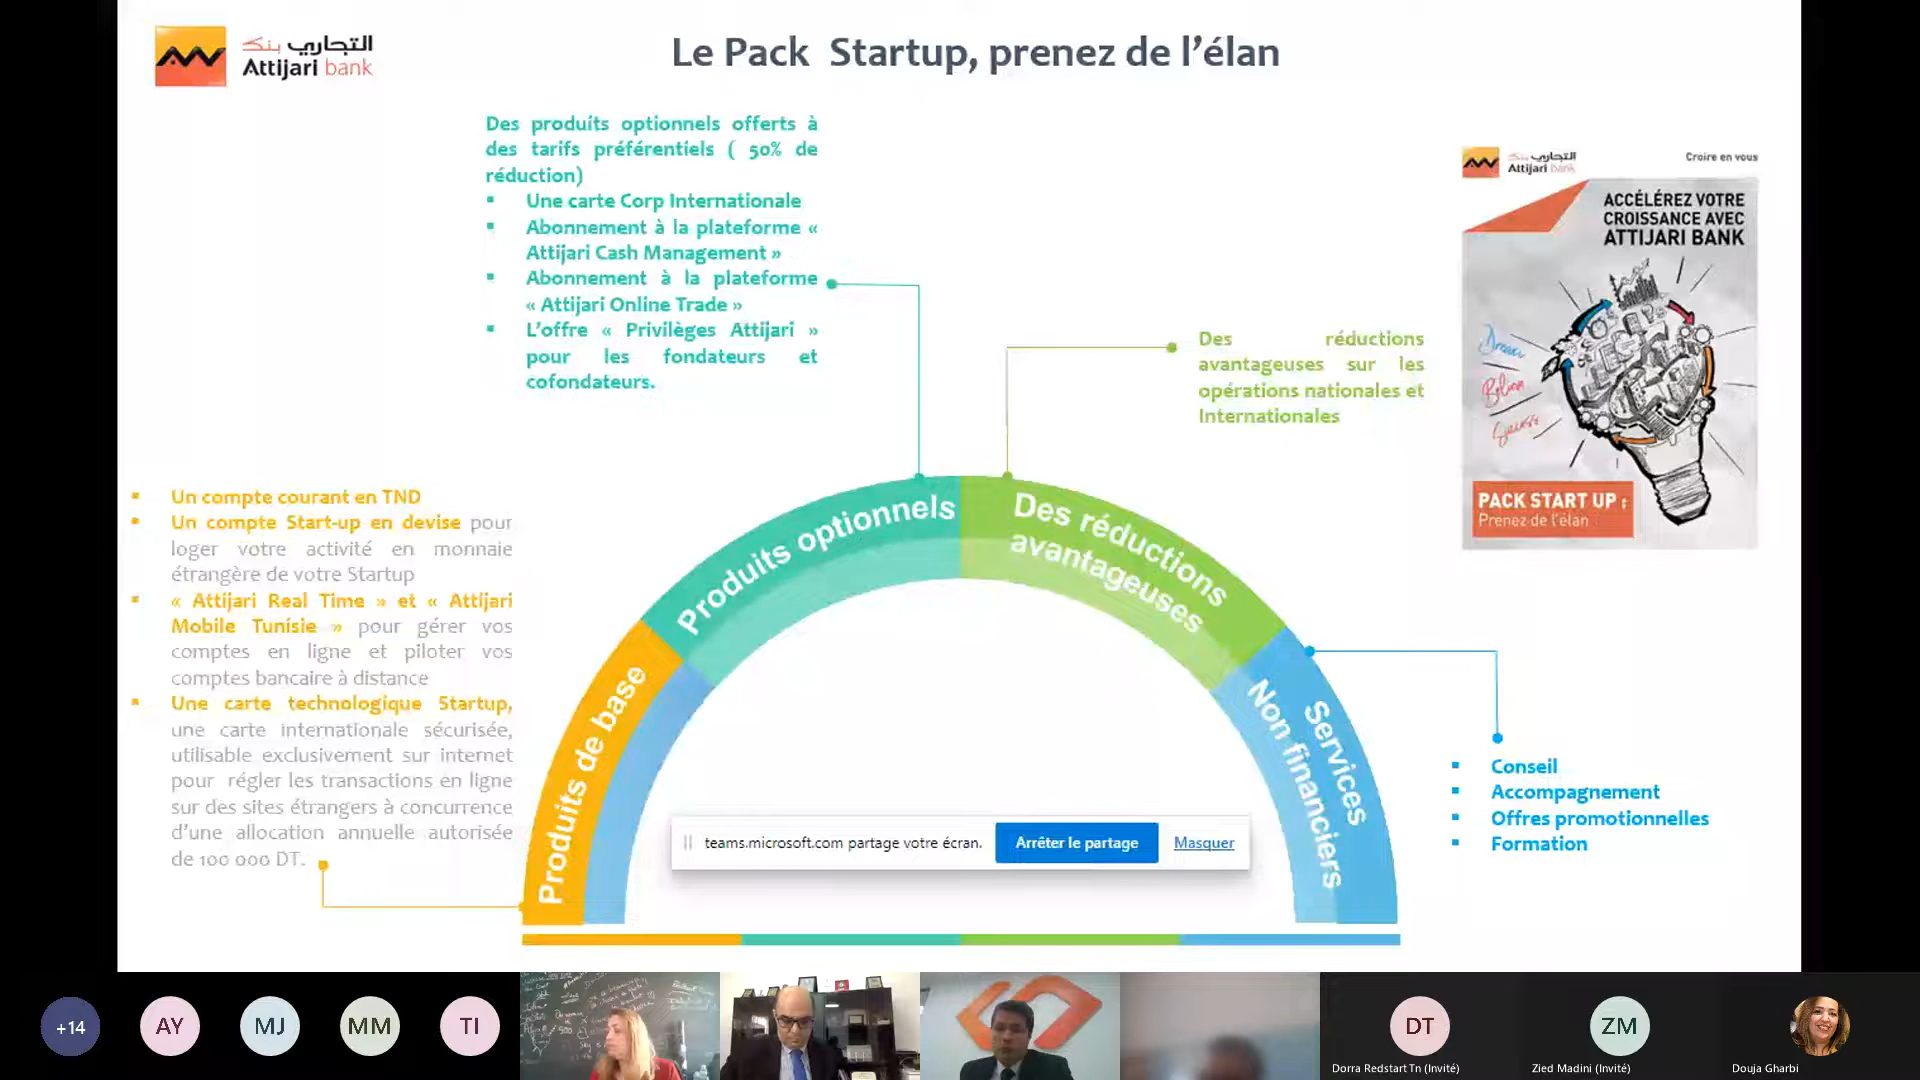 التجاري بنك
Attijari bank
Le Pack Startup, prenez de l'élan
Des produits optionnels offerts à
des tarifs préférentiels ( 50% de
réduction)
▪ Une carte Corp Internationale
▪ Abonnement à la plateforme «
Attijari Cash Management »
▪ Abonnement à la plateforme
« Attijari Online Trade »
▪ L'offre « Privilèges Attijari »
pour les fondateurs et
cofondateurs.
Des réductions
avantageuses sur les
opérations nationales et
Internationales
التجاري بنك
Attijari bank
Croire en vous
ACCÉLÉREZ VOTRE
CROISSANCE AVEC
ATTIJARI BANK
Dream
Believe
Success
PACK START UP :
Prenez de l'élan
▪ Un compte courant en TND
▪ Un compte Start-up en devise pour
loger votre activité en monnaie
étrangère de votre Startup
▪ « Attijari Real Time » et « Attijari
Mobile Tunisie » pour gérer vos
comptes en ligne et piloter vos
comptes bancaire à distance
▪ Une carte technologique Startup,
une carte internationale sécurisée,
utilisable exclusivement sur internet
pour régler les transactions en ligne
sur des sites étrangers à concurrence
d'une allocation annuelle autorisée
de 100 000 DT.
Produits de base
Produits optionnels
Des réductions
avantageuses
Services
Non financiers
▪ Conseil
▪ Accompagnement
▪ Offres promotionnelles
▪ Formation
teams.microsoft.com partage votre écran.
Arrêter le partage
Masquer
+14
AY
MJ
MM
TI
DT
Dorra Redstart Tn (Invité)
ZM
Zied Madini (Invité)
Douja Gharbi